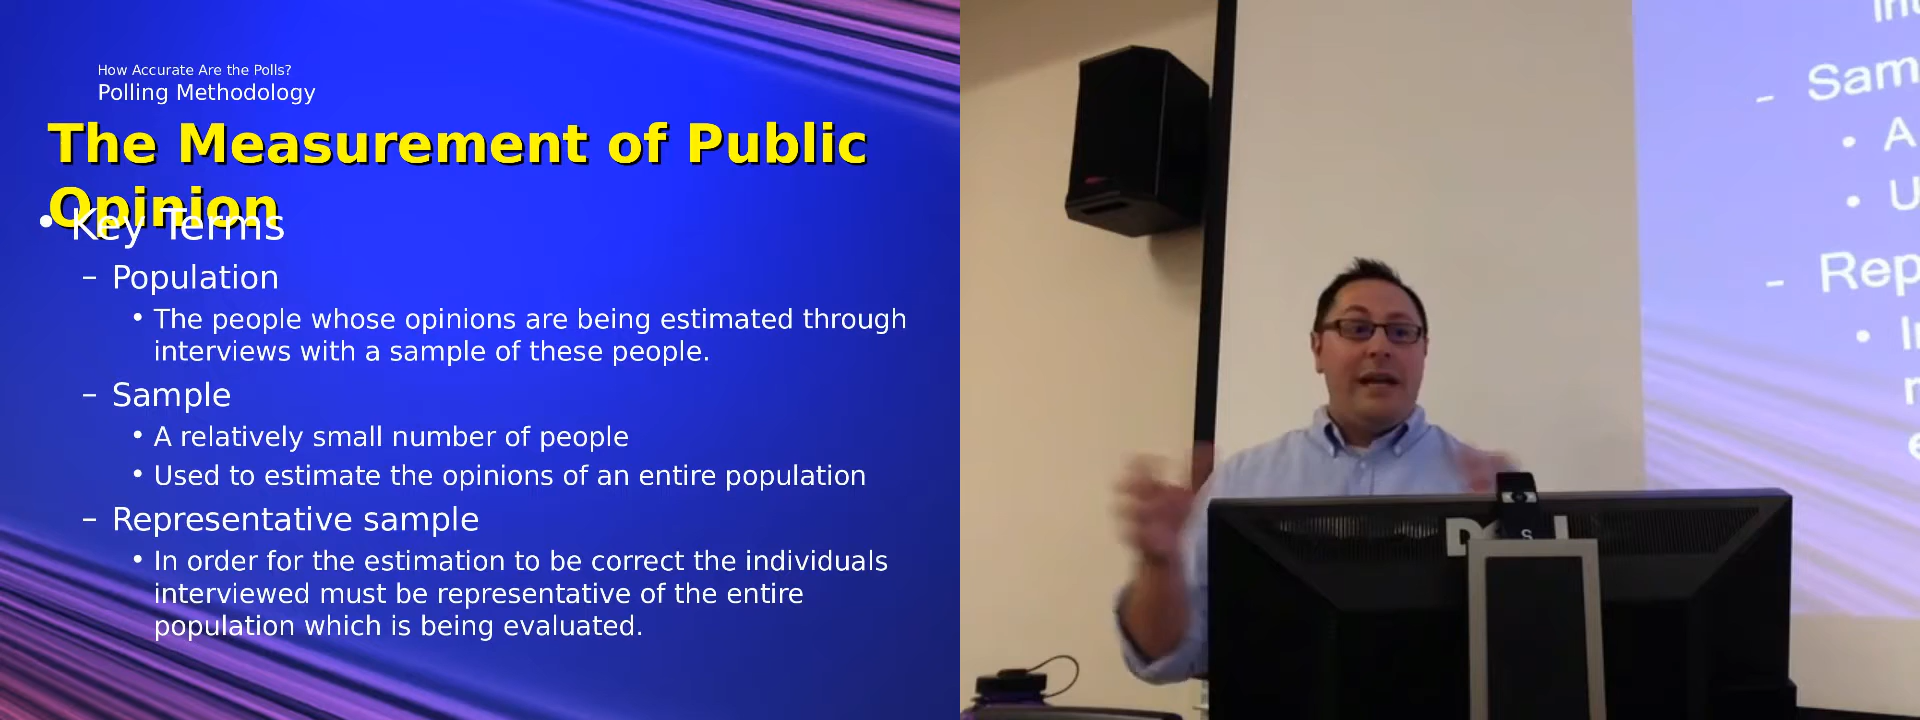 How Accurate Are the Polls?
Polling Methodology
The Measurement of Public
Opinion
• Key Terms
– Population
• The people whose opinions are being estimated through
interviews with a sample of these people.
– Sample
• A relatively small number of people
• Used to estimate the opinions of an entire population
– Representative sample
• In order for the estimation to be correct the individuals
interviewed must be representative of the entire
population which is being evaluated.
– Sam
• A
• U
– Rep